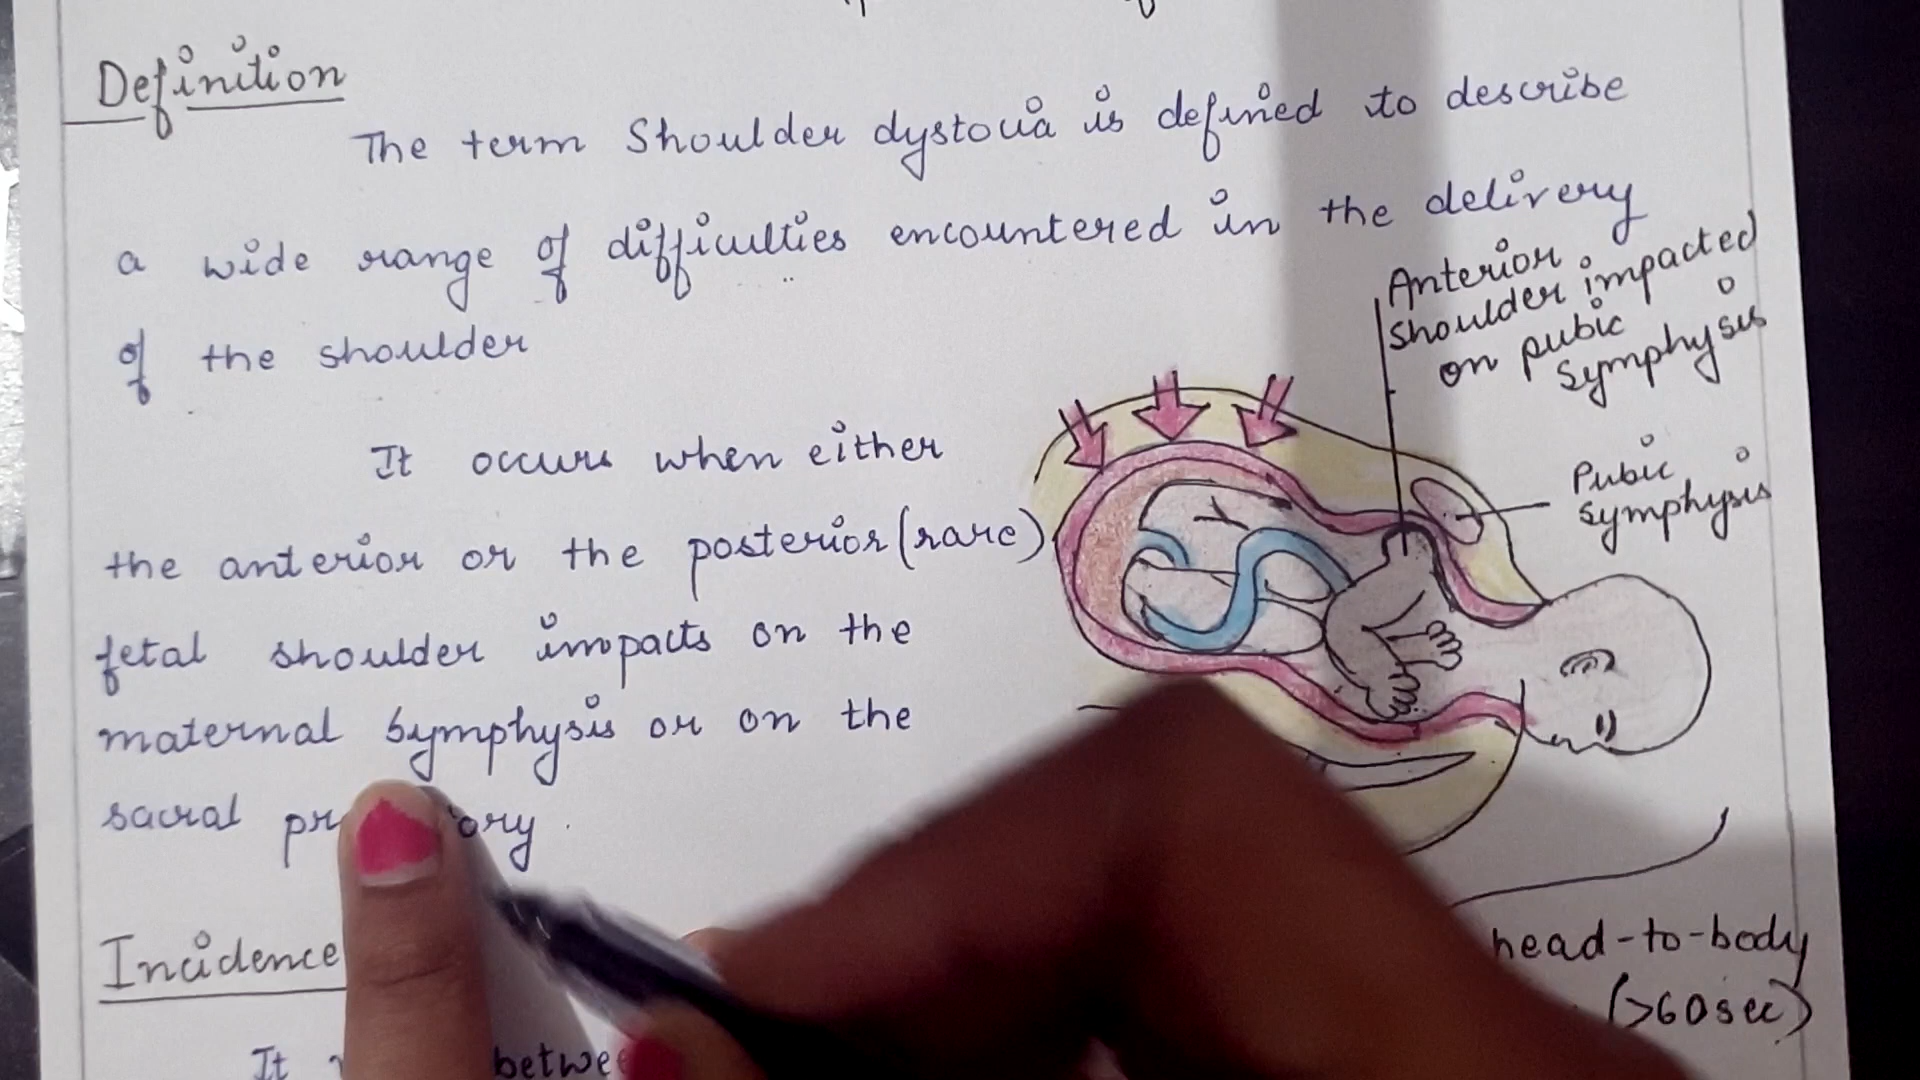 Definition
The term Shoulder dystocia is defined to describe
a wide range of difficulties encountered in the delivery
of the shoulder
It occurs when either
the anterior or the posterior (rare)
fetal shoulder impacts on the
maternal Symphysis or on the
sacral
Anterior
shoulder impacted
on pubic
Symphysis
Pubic
symphysis
head-to-body
(>60sec)
Incidence
It